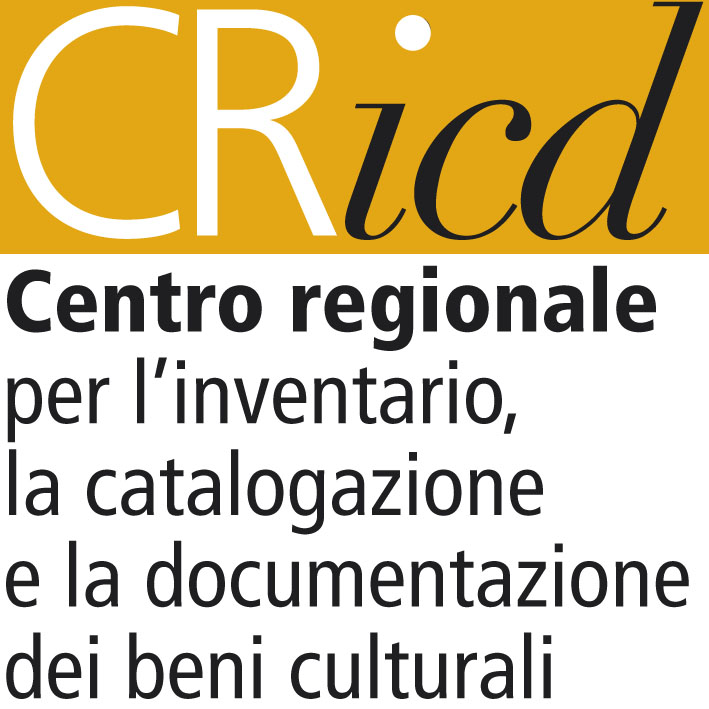 CRicd
Centro regionale
per l’inventario,
la catalogazione
e la documentazione
dei beni culturali